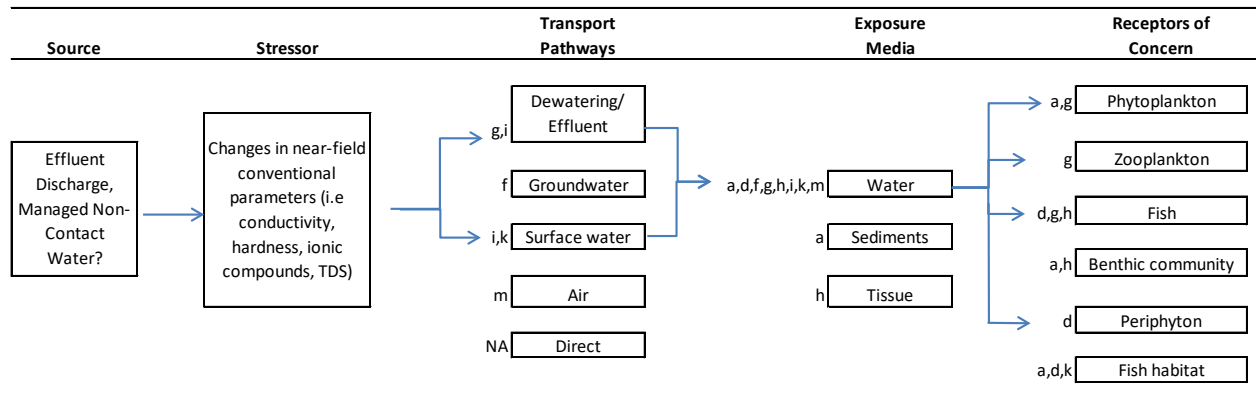 Source
Stressor
Transport
Pathways
Exposure
Media
Receptors of
Concern
Effluent
Discharge,
Managed Non-
Contact
Water?
Changes in near-field
conventional
parameters (i.e
conductivity,
hardness, ionic
compounds, TDS)
g,i
Dewatering/
Effluent
f
Groundwater
i,k
Surface water
m
Air
NA
Direct
a,d,f,g,h,i,k,m
Water
a
Sediments
h
Tissue
a,g
Phytoplankton
g
Zooplankton
d,g,h
Fish
a,h
Benthic community
d
Periphyton
a,d,k
Fish habitat